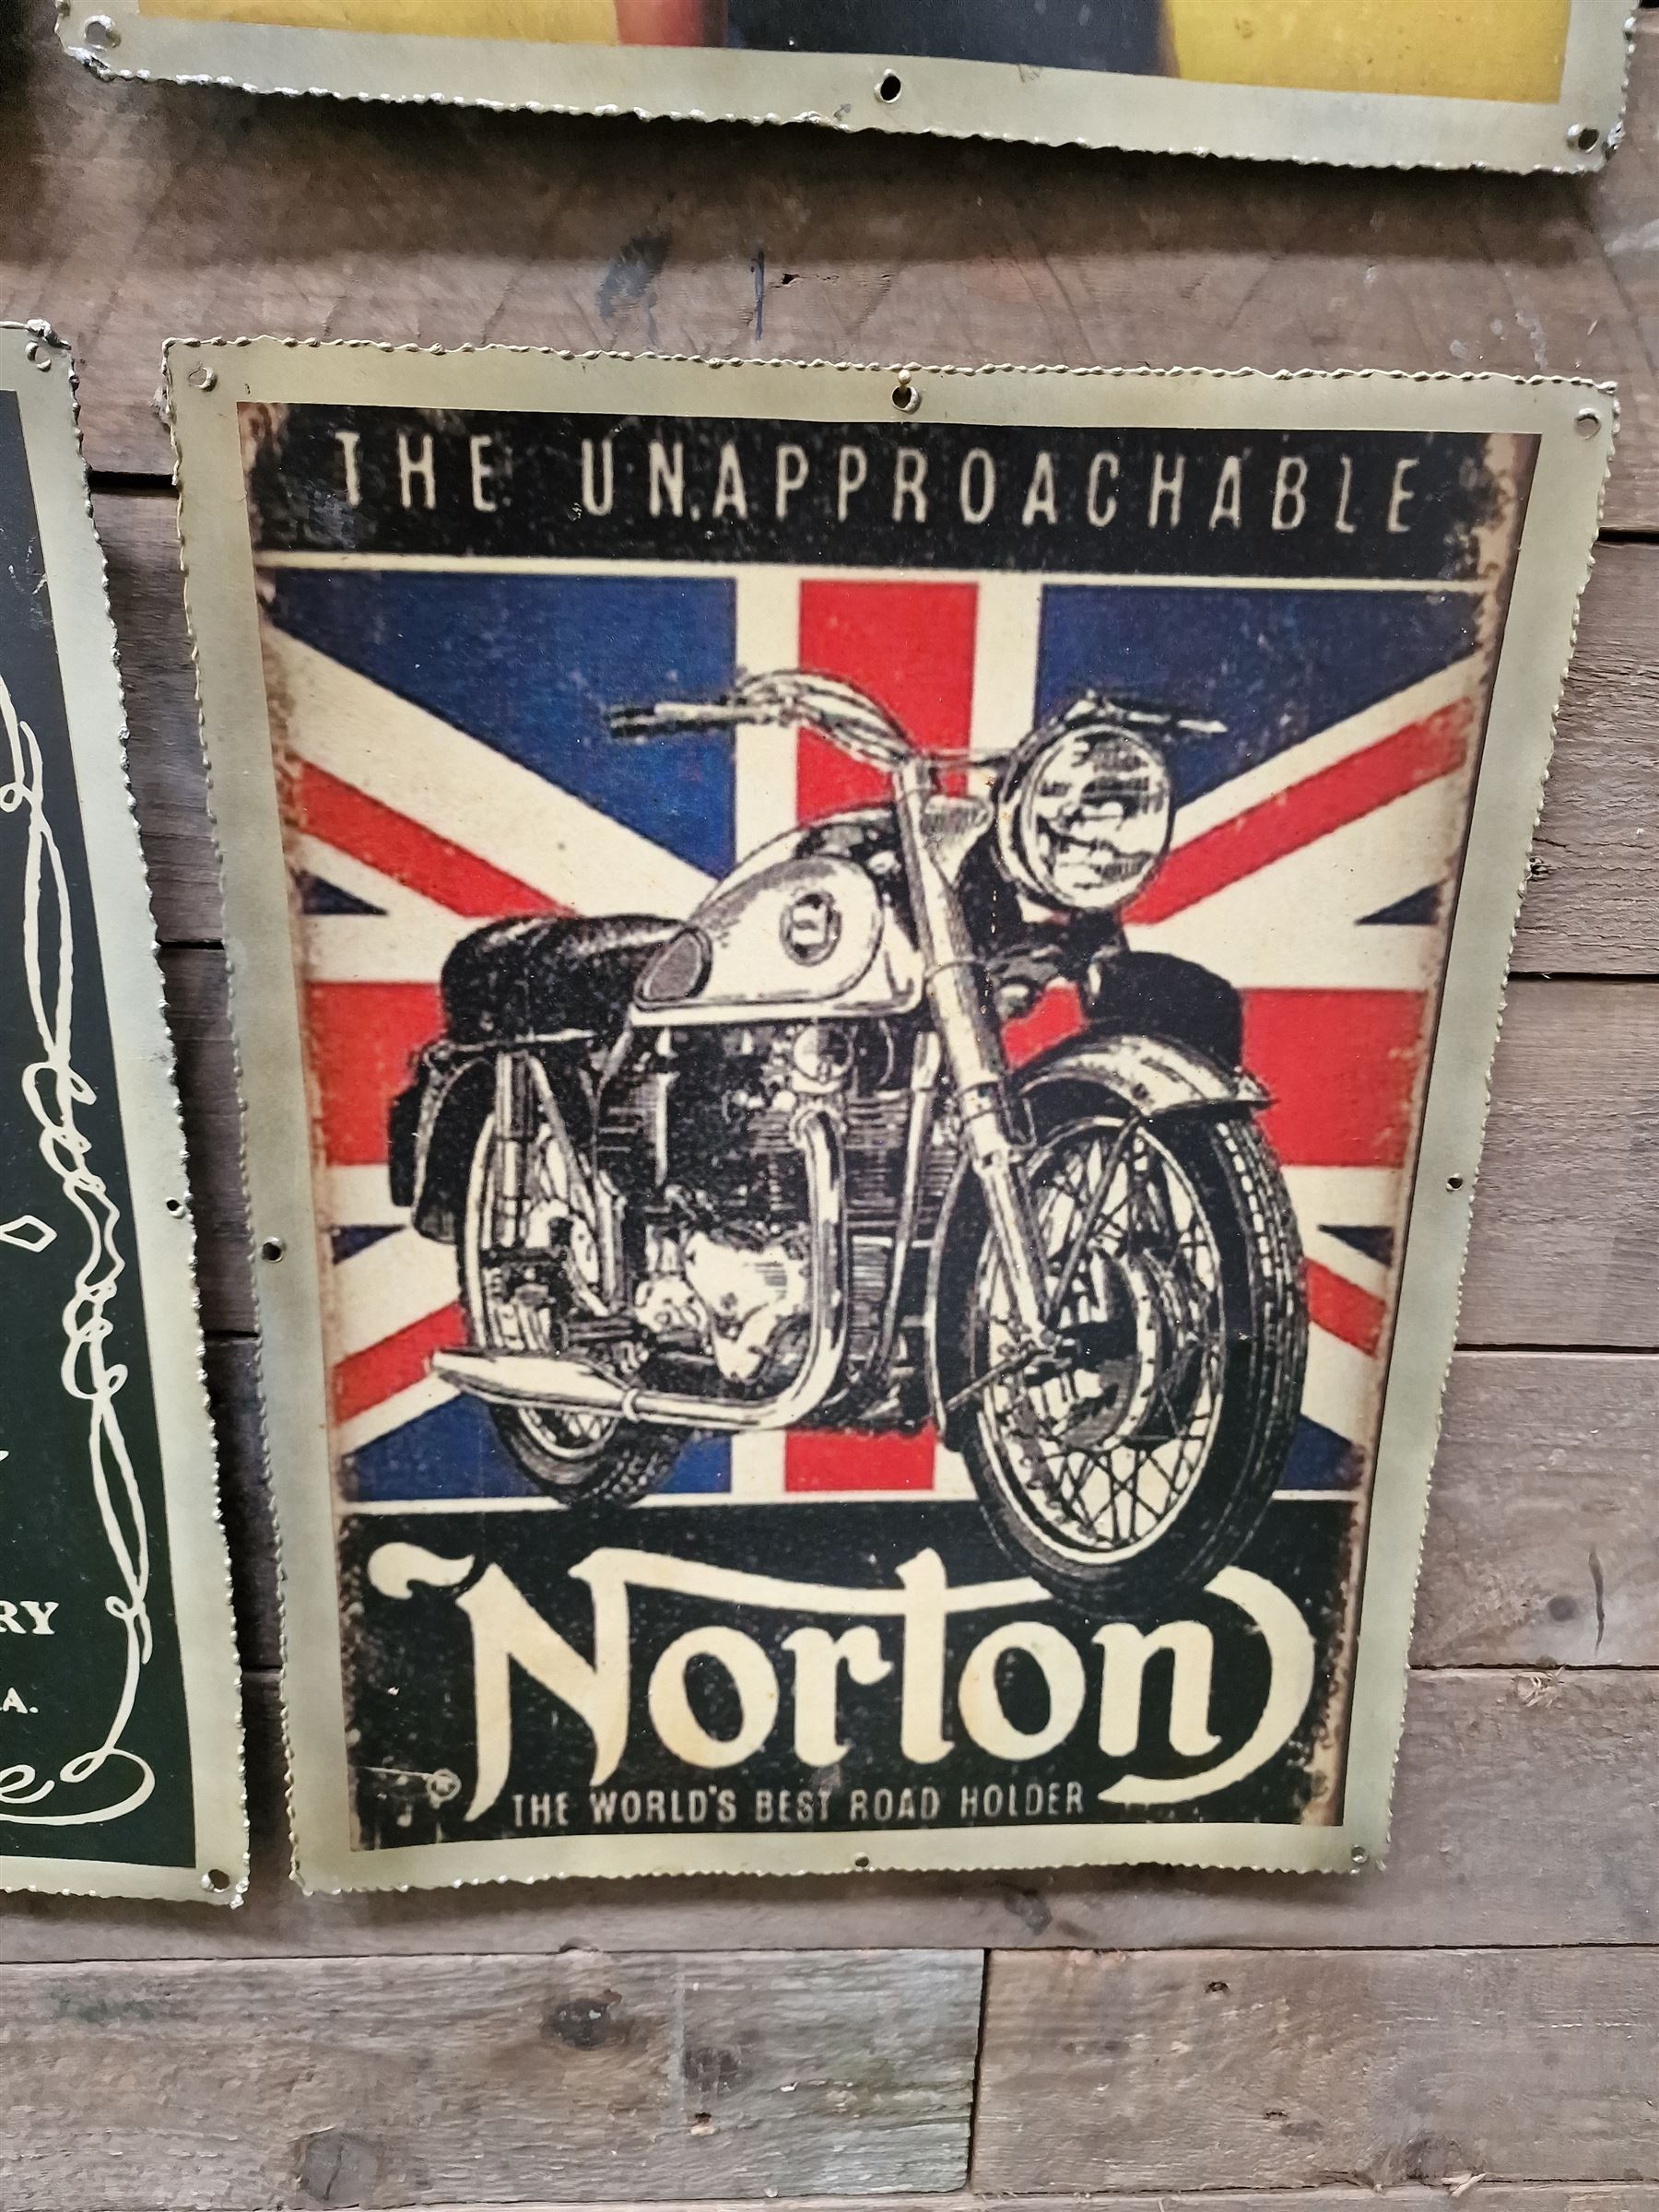 THE UNAPPROACHABLE
Norton
THE WORLD'S BEST ROAD HOLDER
RY
A.
e